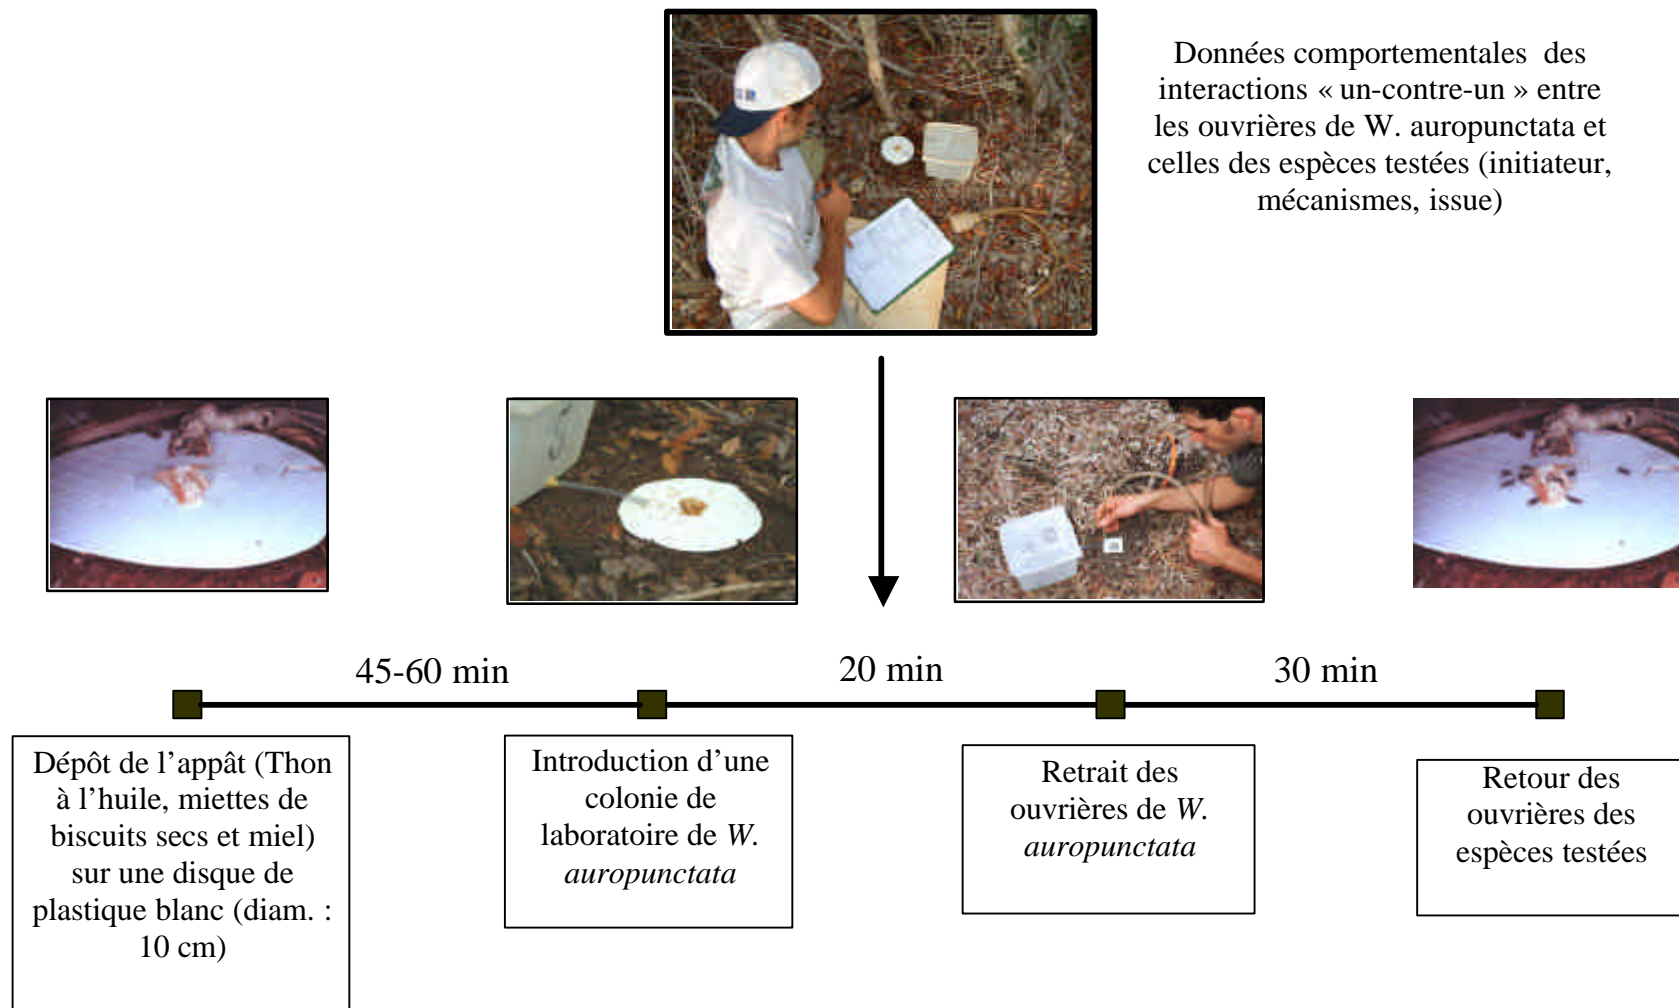 Données comportementales des
interactions « un-contre-un » entre
les ouvrières de W. auropunctata et
celles des espèces testées (initiateur,
mécanismes, issue)
45-60 min
20 min
30 min
Dépôt de l’appât (Thon
à l’huile, miettes de
biscuits secs et miel)
sur une disque de
plastique blanc (diam. :
10 cm)
Introduction d’une
colonie de
laboratoire de W.
auropunctata
Retrait des
ouvrières de W.
auropunctata
Retour des
ouvrières des
espèces testées